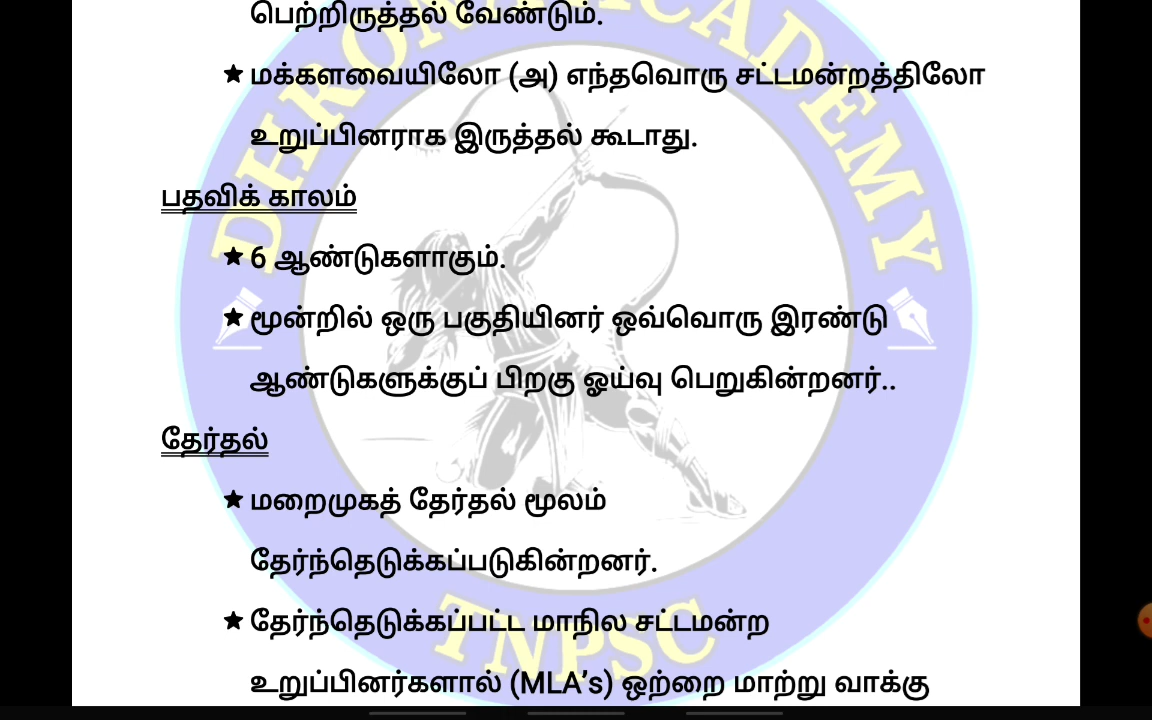 பெற்றிருத்தல் வேண்டும்.
★ மக்களவையிலோ (அ) எந்தவொரு சட்டமன்றத்திலோ
உறுப்பினராக இருத்தல் கூடாது.
பதவிக் காலம்
★ 6 ஆண்டுகளாகும்.
★ மூன்றில் ஒரு பகுதியினர் ஒவ்வொரு இரண்டு
ஆண்டுகளுக்குப் பிறகு ஓய்வு பெறுகின்றனர்..
தேர்தல்
★ மறைமுகத் தேர்தல் மூலம்
தேர்ந்தெடுக்கப்படுகின்றனர்.
★ தேர்ந்தெடுக்கப்பட்ட மாநில சட்டமன்ற
உறுப்பினர்களால் (MLA’s) ஒற்றை மாற்று வாக்கு
ACADEMY
TNPSC